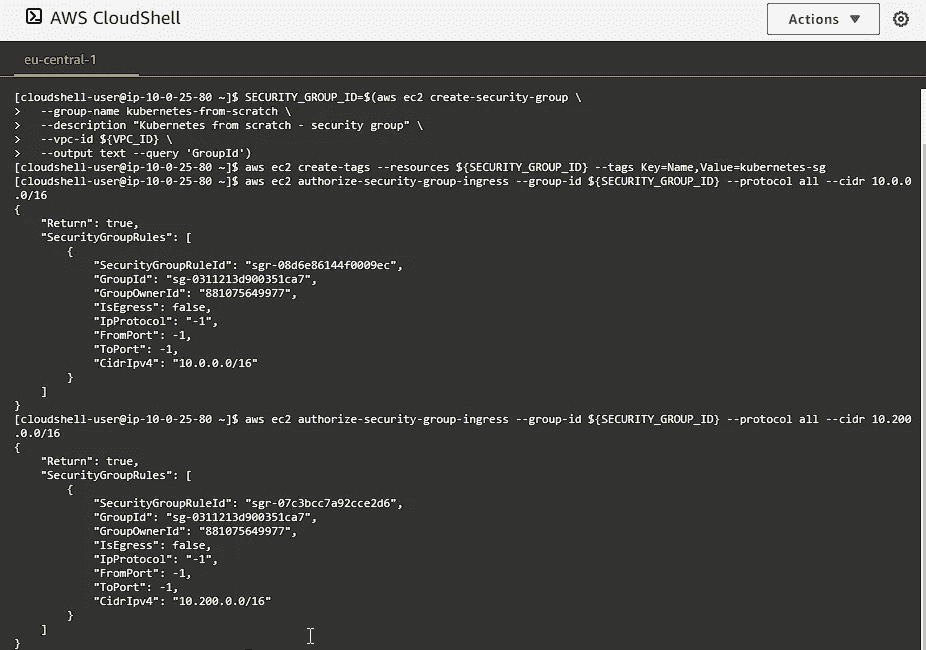 AWS CloudShell
Actions ▼
eu-central-1
[cloudshell-user@ip-10-0-25-80 ~]$ SECURITY_GROUP_ID=$(aws ec2 create-security-group \
>   --group-name kubernetes-from-scratch \
>   --description "Kubernetes from scratch - security group" \
>   --vpc-id ${VPC_ID} \
>   --output text --query 'GroupId')
[cloudshell-user@ip-10-0-25-80 ~]$ aws ec2 create-tags --resources ${SECURITY_GROUP_ID} --tags Key=Name,Value=kubernetes-sg
[cloudshell-user@ip-10-0-25-80 ~]$ aws ec2 authorize-security-group-ingress --group-id ${SECURITY_GROUP_ID} --protocol all --cidr 10.0.0
.0/16
{
    "Return": true,
    "SecurityGroupRules": [
        {
            "SecurityGroupRuleId": "sgr-08d6e86144f0009ec",
            "GroupId": "sg-0311213d900351ca7",
            "GroupOwnerId": "881075649977",
            "IsEgress": false,
            "IpProtocol": "-1",
            "FromPort": -1,
            "ToPort": -1,
            "CidrIpv4": "10.0.0.0/16"
        }
    ]
}
[cloudshell-user@ip-10-0-25-80 ~]$ aws ec2 authorize-security-group-ingress --group-id ${SECURITY_GROUP_ID} --protocol all --cidr 10.200
.0.0/16
{
    "Return": true,
    "SecurityGroupRules": [
        {
            "SecurityGroupRuleId": "sgr-07c3bcc7a92cce2d6",
            "GroupId": "sg-0311213d900351ca7",
            "GroupOwnerId": "881075649977",
            "IsEgress": false,
            "IpProtocol": "-1",
            "FromPort": -1,
            "ToPort": -1,
            "CidrIpv4": "10.200.0.0/16"
        }
    ]
}